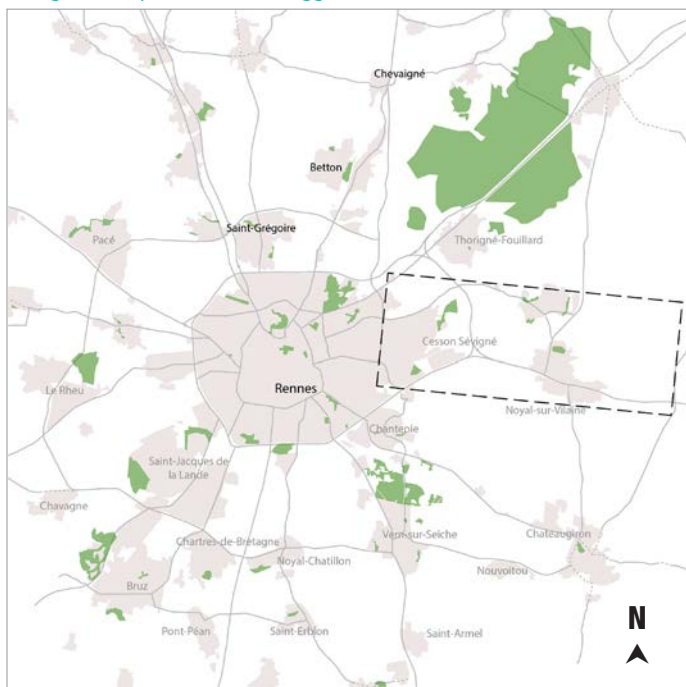 Chevaigné
Betton
Saint-Grégoire
Pacé
Thorigné-Fouillard
Cesson Sévigné
Le Rheu
Rennes
Noyal-sur-Vilaine
Chantepie
Saint-Jacques de
la Lande
Chavagne
Chartres-de-Bretagne
Vern-sur-Seiche
Chateaugiron
Noyal-Chatillon
Nouvoitou
Bruz
Pont-Péan
Saint-Erblon
Saint-Armel
N